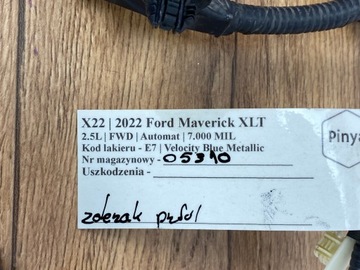 X22 | 2022 Ford Maverick XLT
2.5L | FWD | Automat | 7.000 MIL
Kod lakieru - E7 | Velocity Blue Metallic
Nr magazynowy - 05390
Uszkodzenia -
Pinya
zderzak